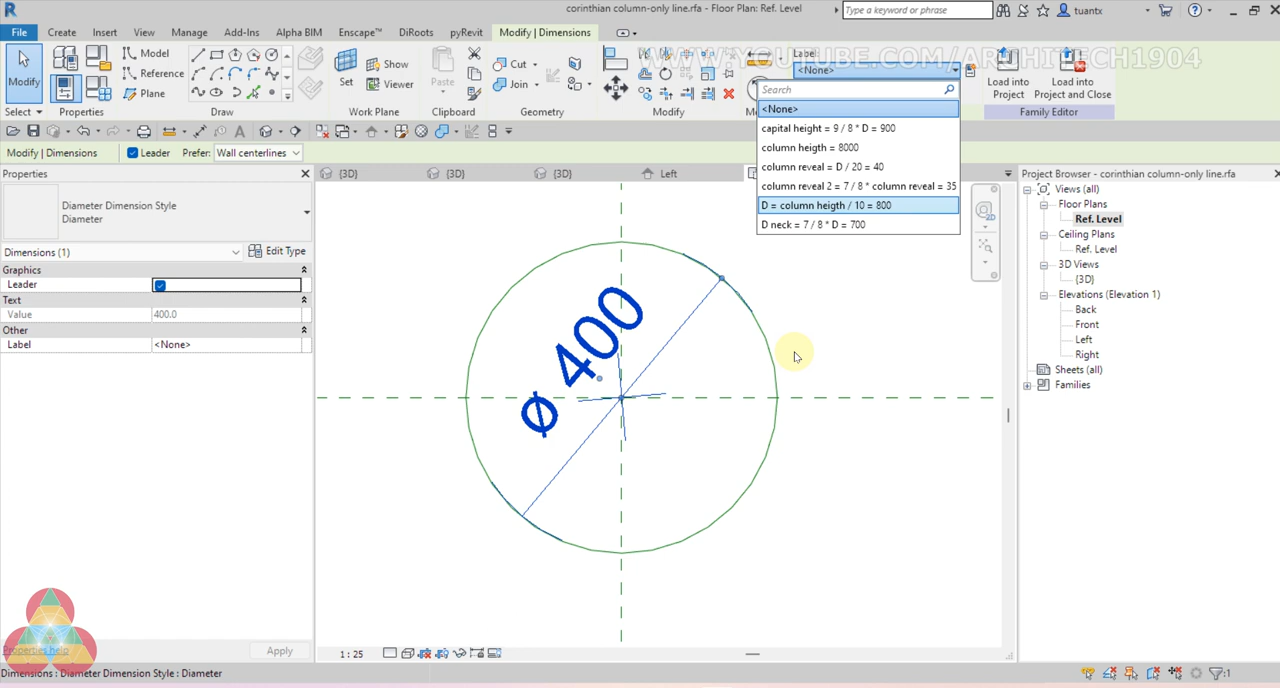 corinthian column-only line.rfa - Floor Plan: Ref. Level
Type a keyword or phrase
tuantx
File Create Insert View Manage Add-Ins Alpha BIM Enscape™ DiRoots pyRevit Modify | Dimensions
WWW.YOUTUBE.COM/ARCHITECH1904
Modify
Model
Reference
Plane
Set
Show
Viewer
Paste
Cut
Join
Label:
<None>
Load into
Project
Load into
Project and Close
Select Properties Draw Work Plane Clipboard Geometry Modify Family Editor
Search
<None>
capital height = 9 / 8 * D = 900
column heigth = 8000
column reveal = D / 20 = 40
column reveal 2 = 7 / 8 * column reveal = 35
D = column heigth / 10 = 800
D neck = 7 / 8 * D = 700
Modify | Dimensions Leader Prefer: Wall centerlines
Properties
{3D} {3D} {3D} Left
Diameter Dimension Style
Diameter
Dimensions (1) Edit Type
Graphics
Leader
Text
Value 400.0
Other
Label <None>
Properties help Apply
ø 400
2D
Project Browser - corinthian column-only line.rfa
Views (all)
Floor Plans
Ref. Level
Ceiling Plans
Ref. Level
3D Views
{3D}
Elevations (Elevation 1)
Back
Front
Left
Right
Sheets (all)
Families
1 : 25
Dimensions : Diameter Dimension Style : Diameter
:1